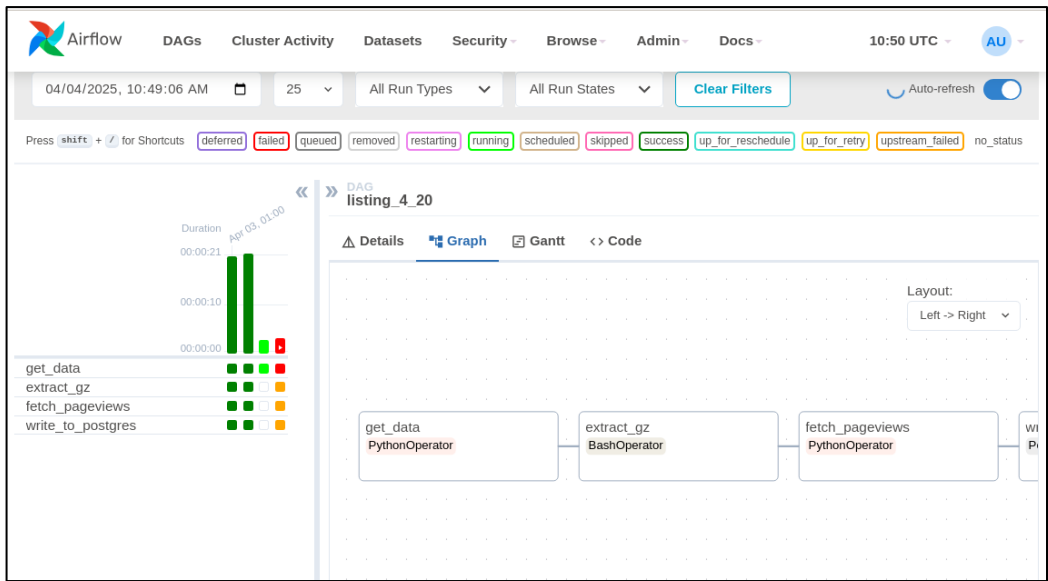 Airflow DAGs Cluster Activity Datasets Security Browse Admin Docs 10:50 UTC AU
04/04/2025, 10:49:06 AM 25 All Run Types All Run States Clear Filters Auto-refresh
Press shift + / for Shortcuts deferred failed queued removed restarting running scheduled skipped success up_for_reschedule up_for_retry upstream_failed no_status
« » DAG
listing_4_20
Apr 03, 01:00
Duration
00:00:21
00:00:10
00:00:00
get_data
extract_gz
fetch_pageviews
write_to_postgres
Details Graph Gantt <> Code
Layout:
Left -> Right
get_data extract_gz fetch_pageviews wr
PythonOperator BashOperator PythonOperator Po